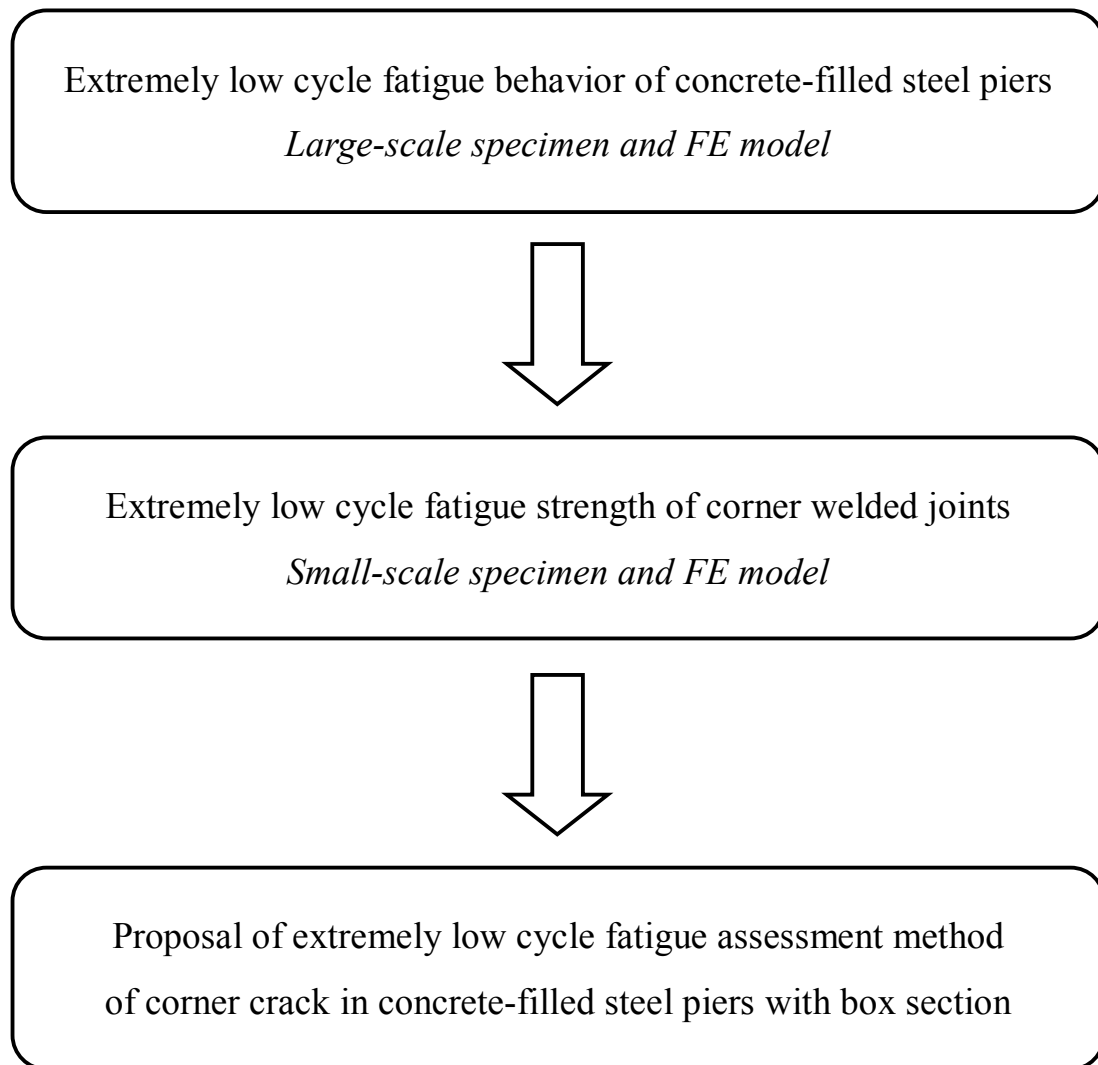 Extremely low cycle fatigue behavior of concrete-filled steel piers
Large-scale specimen and FE model
Extremely low cycle fatigue strength of corner welded joints
Small-scale specimen and FE model
Proposal of extremely low cycle fatigue assessment method
of corner crack in concrete-filled steel piers with box section